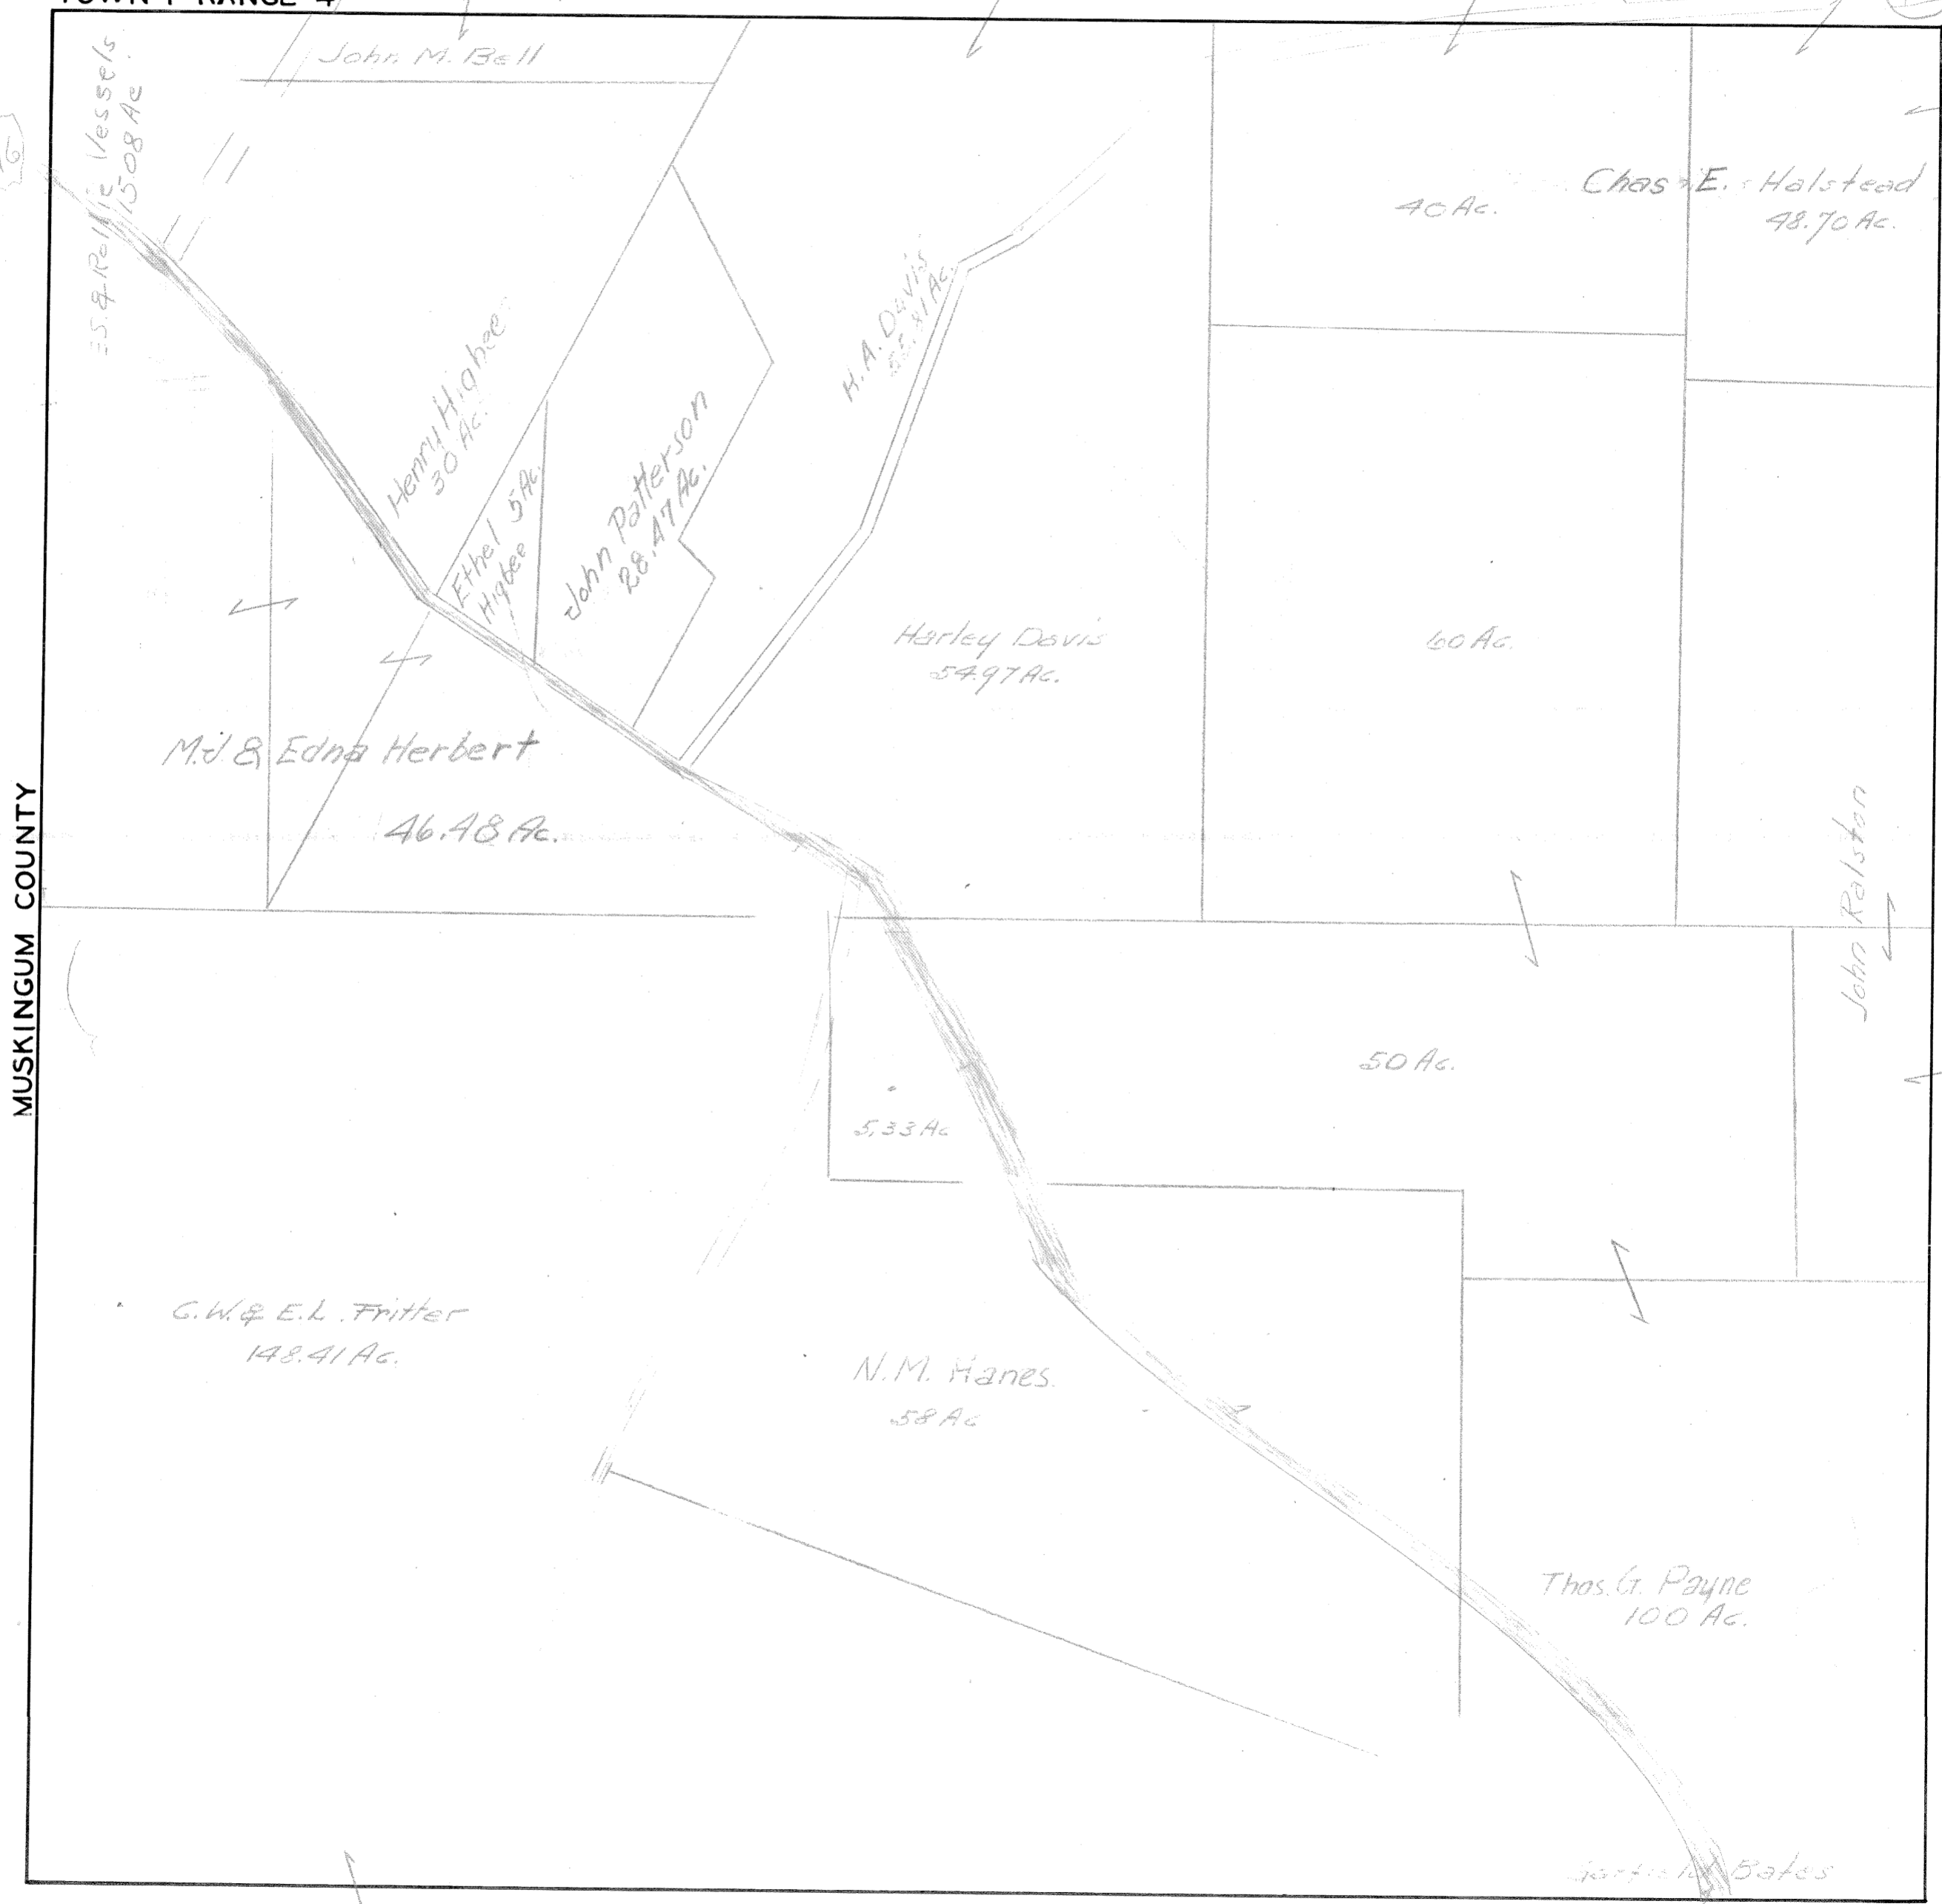 RANGE 4
MUSKINGUM COUNTY
John M. Bell
Rollie Vessels
15.08 Ac
Chas E. Halstead
48.70 Ac.
40 Ac.
H.A. Davis
Henry Higbee
30 Ac.
Ethel 5 Ac.
Higbee
John Patterson
28.47 Ac.
Harley Davis
54.97 Ac.
60 Ac.
M.J. & Edna Herbert
46.48 Ac.
John Ralston
50 Ac.
5.33 Ac
G.W. & E.L. Fritter
148.41 Ac.
N.M. Hanes
58 Ac
Thos. G. Payne
100 Ac.
Garfield Bates